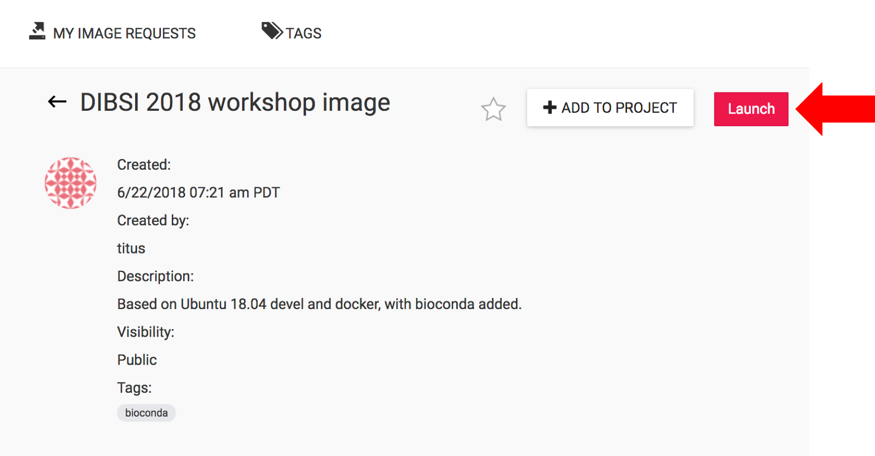 MY IMAGE REQUESTS
TAGS
DIBSI 2018 workshop image
ADD TO PROJECT
Launch
Created:
6/22/2018 07:21 am PDT
Created by:
titus
Description:
Based on Ubuntu 18.04 devel and docker, with bioconda added.
Visibility:
Public
Tags:
bioconda